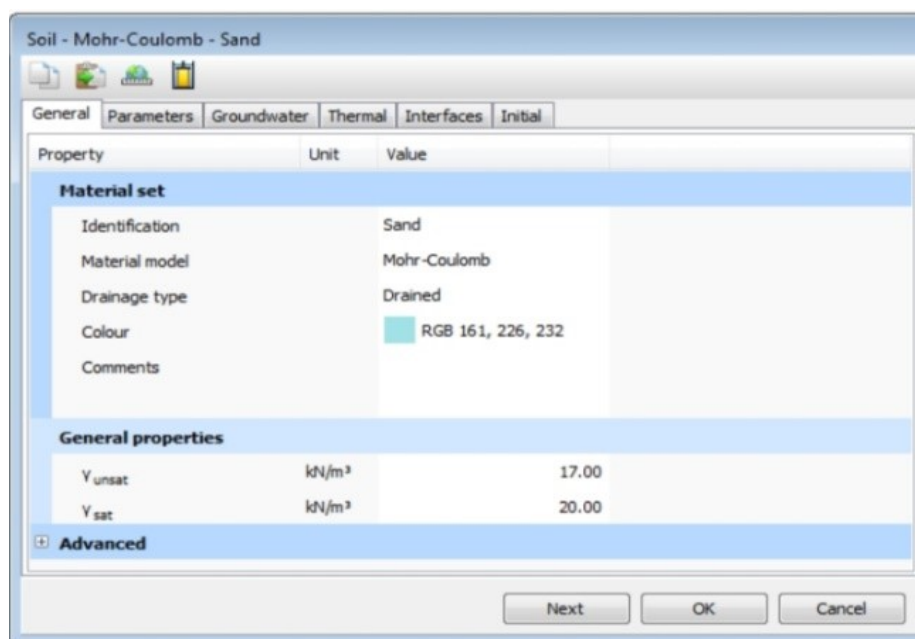 Soil - Mohr-Coulomb - Sand
General Parameters Groundwater Thermal Interfaces Initial
Property Unit Value
Material set
Identification Sand
Material model Mohr-Coulomb
Drainage type Drained
Colour RGB 161, 226, 232
Comments
General properties
γ unsat kN/m³ 17.00
γ sat kN/m³ 20.00
Advanced
Next OK Cancel